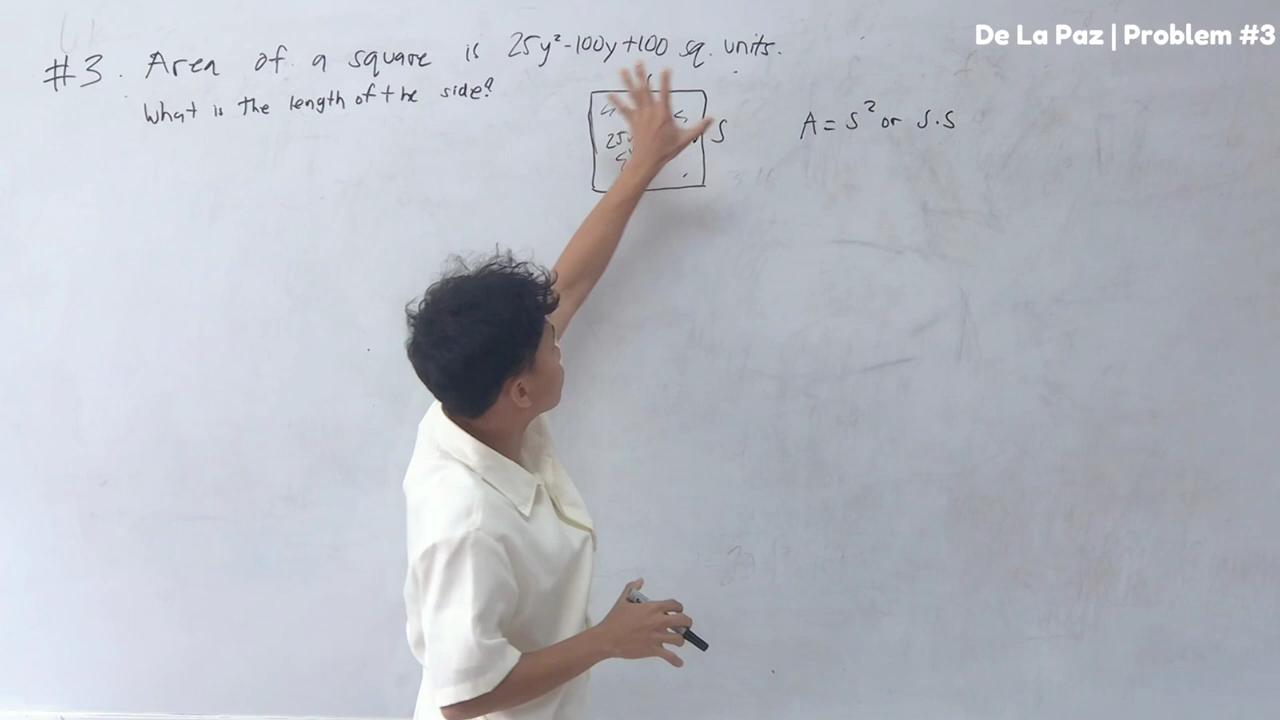 De La Paz | Problem #3
#3. Area of a square is 25y²-100y+100 sq. units.
What is the length of the side?
S
A = S² or S.S
25